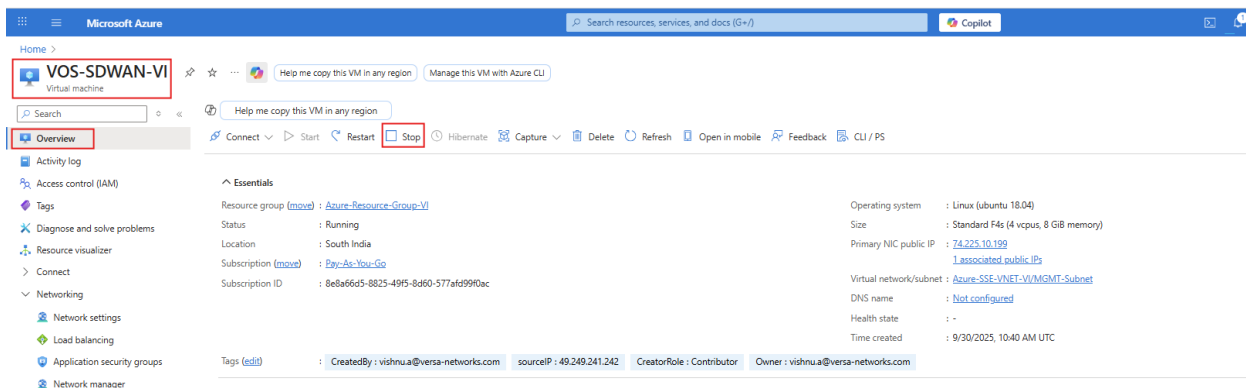 Microsoft Azure
Search resources, services, and docs (G+/)
Copilot
1
Home >
VOS-SDWAN-VI
Virtual machine
Help me copy this VM in any region
Manage this VM with Azure CLI
Search
Help me copy this VM in any region
Connect Start Restart Stop Hibernate Capture Delete Refresh Open in mobile Feedback CLI / PS
Overview
Activity log
Access control (IAM)
Tags
Diagnose and solve problems
Resource visualizer
Connect
Networking
Network settings
Load balancing
Application security groups
Network manager
Essentials
Resource group (move) : Azure-Resource-Group-VI
Status : Running
Location : South India
Subscription (move) : Pay-As-You-Go
Subscription ID : 8e8a66d5-8825-49f5-8d60-577afd99f0ac
Operating system : Linux (ubuntu 18.04)
Size : Standard F4s (4 vcpus, 8 GiB memory)
Primary NIC public IP : 74.225.10.199
1 associated public IPs
Virtual network/subnet : Azure-SSE-VNET-VI/MGMT-Subnet
DNS name : Not configured
Health state : -
Time created : 9/30/2025, 10:40 AM UTC
Tags (edit) : CreatedBy : vishnu.a@versa-networks.com sourceIP : 49.249.241.242 CreatorRole : Contributor Owner : vishnu.a@versa-networks.com